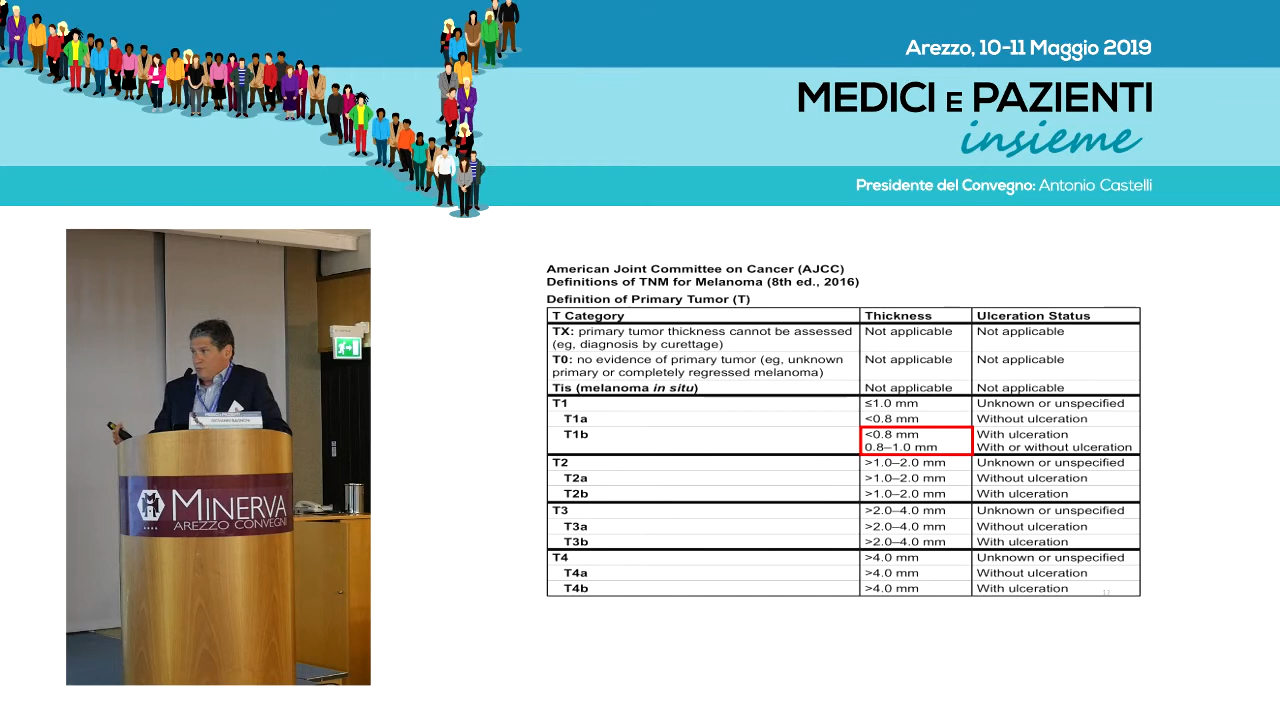 Arezzo, 10-11 Maggio 2019
MEDICI E PAZIENTI
insieme
Presidente del Convegno: Antonio Castelli
MINERVA
AREZZO CONVEGNI
American Joint Committee on Cancer (AJCC)
Definitions of TNM for Melanoma (8th ed., 2016)
Definition of Primary Tumor (T)
T Category Thickness Ulceration Status
TX: primary tumor thickness cannot be assessed Not applicable Not applicable
(eg, diagnosis by curettage)
T0: no evidence of primary tumor (eg, unknown Not applicable Not applicable
primary or completely regressed melanoma)
Tis (melanoma in situ) Not applicable Not applicable
T1 ≤1.0 mm Unknown or unspecified
T1a <0.8 mm Without ulceration
T1b <0.8 mm With ulceration
0.8–1.0 mm With or without ulceration
T2 >1.0–2.0 mm Unknown or unspecified
T2a >1.0–2.0 mm Without ulceration
T2b >1.0–2.0 mm With ulceration
T3 >2.0–4.0 mm Unknown or unspecified
T3a >2.0–4.0 mm Without ulceration
T3b >2.0–4.0 mm With ulceration
T4 >4.0 mm Unknown or unspecified
T4a >4.0 mm Without ulceration
T4b >4.0 mm With ulceration
13